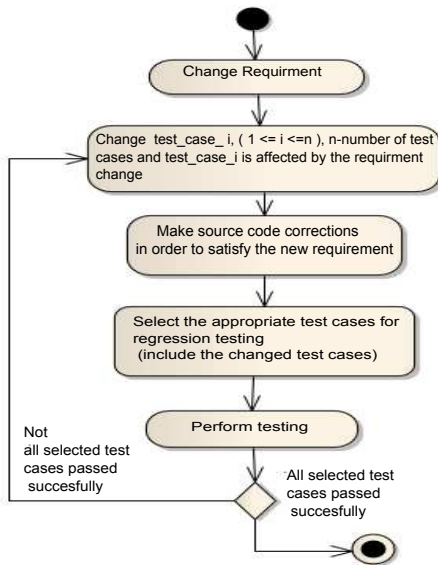 Change Requirment
Change test_case_ i, ( 1 <= i <=n ), n-number of test
cases and test_case_i is affected by the requirment
change
Make source code corrections
in order to satisfy the new requirement
Select the appropriate test cases for
regression testing
(include the changed test cases)
Perform testing
Not
all selected test
cases passed
succesfully
All selected test
cases passed
succesfully